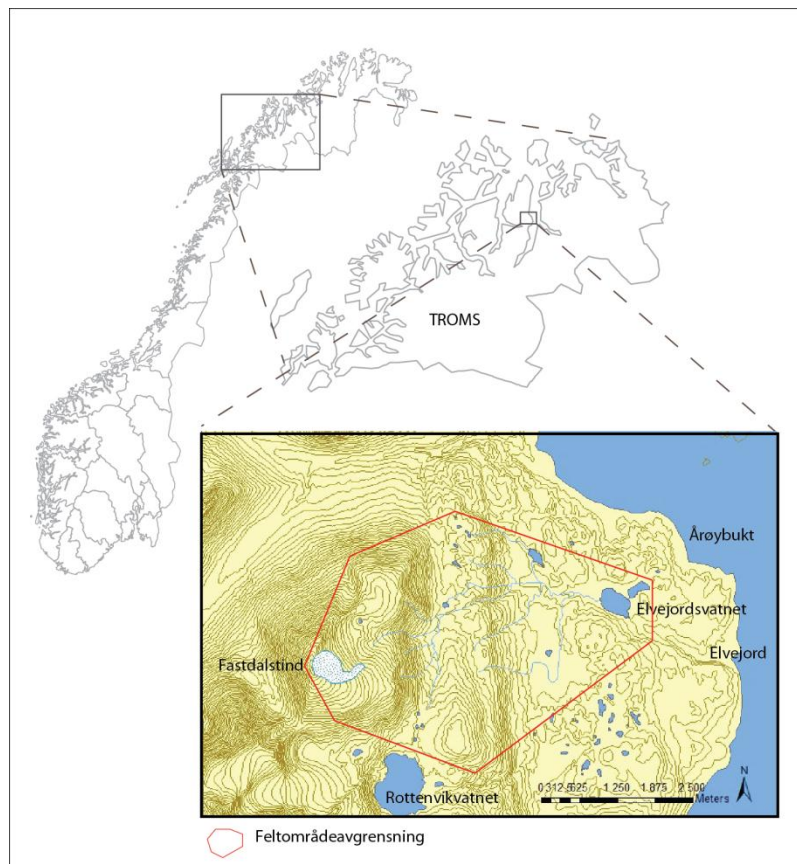 TROMS
Årøybukt
Elvejordsvatnet
Elvejord
Fastdalstind
Rottenvikvatnet
N
0 312,5 625 1.250 1.875 2.500
Meters
Feltområdeavgrensning